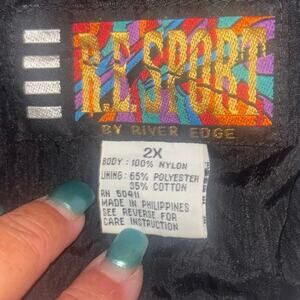 R.E. SPORT
BY RIVER EDGE
2X
BODY: 100% NYLON
LINING: 65% POLYESTER
35% COTTON
RN 50411
MADE IN PHILIPPINES
SEE REVERSE FOR
CARE INSTRUCTION